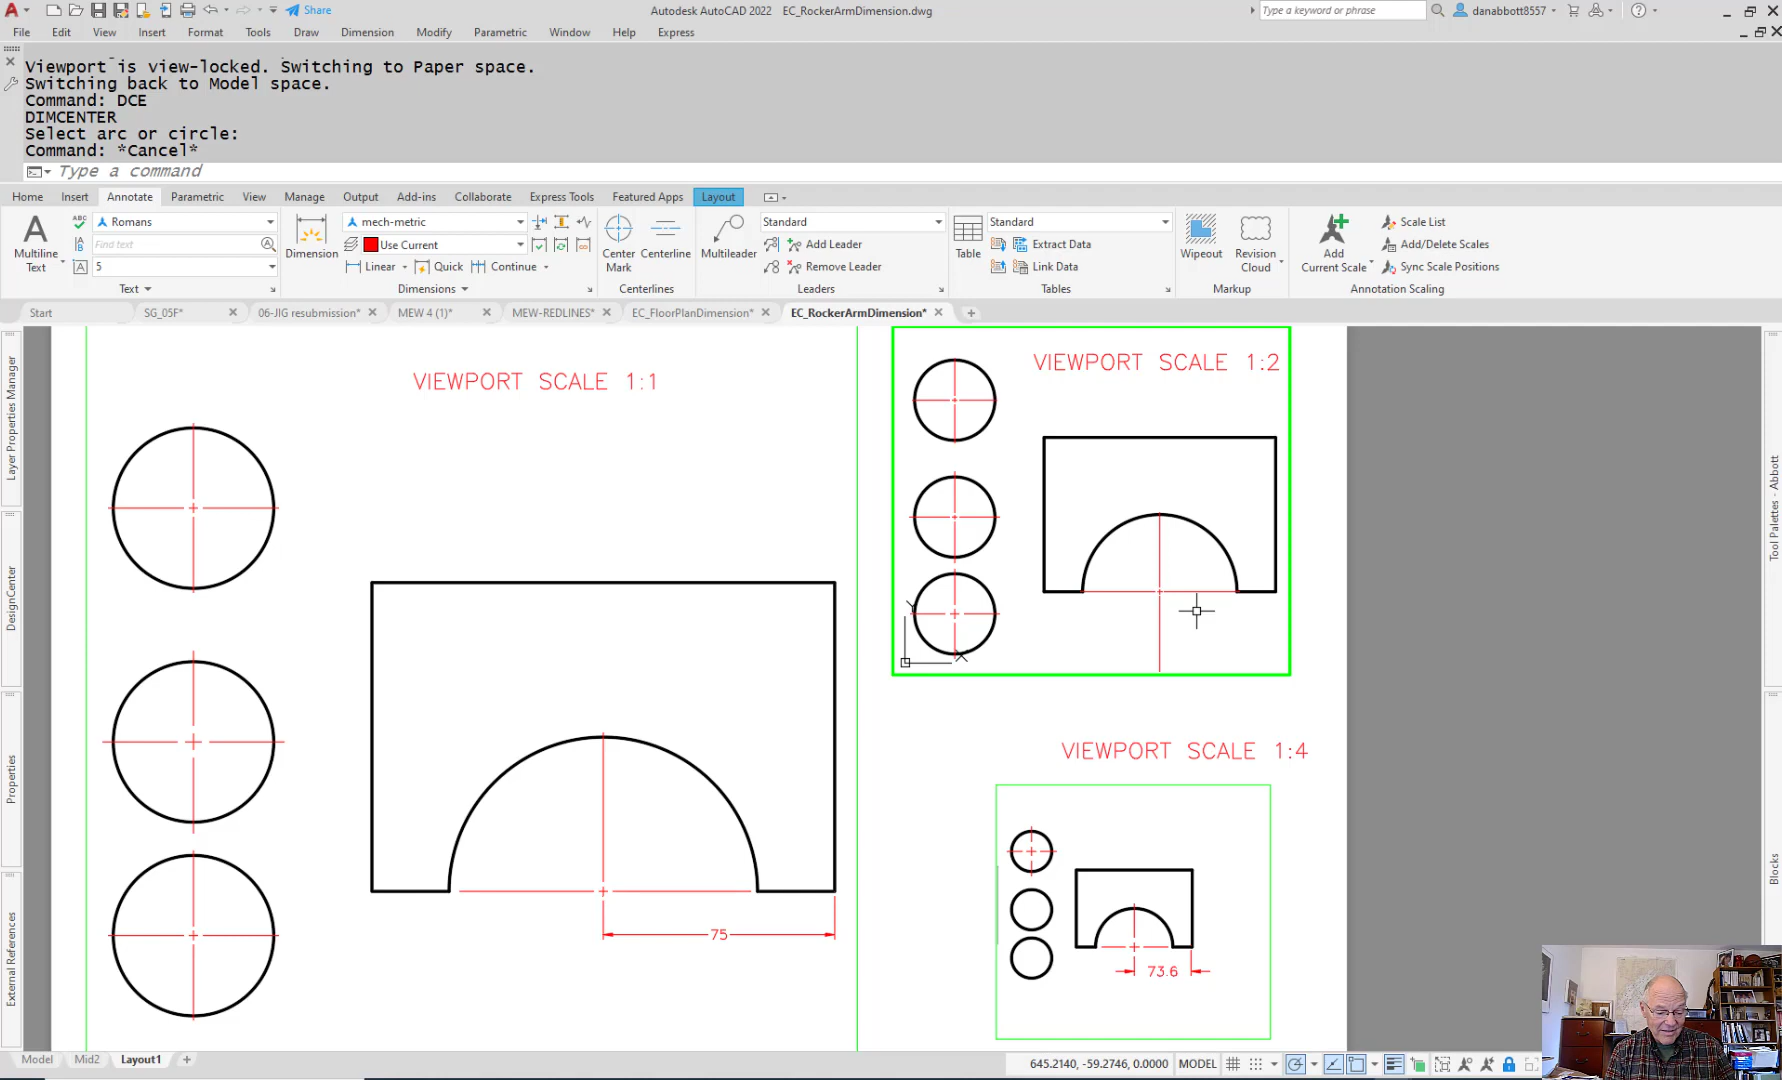 Share
Autodesk AutoCAD 2022   EC_RockerArmDimension.dwg
Type a keyword or phrase
danabbott8557
File Edit View Insert Format Tools Draw Dimension Modify Parametric Window Help Express
Viewport is view-locked. Switching to Paper space.
Switching back to Model space.
Command: DCE
DIMCENTER
Select arc or circle:
Command: *Cancel*
Type a command
Home Insert Annotate Parametric View Manage Output Add-ins Collaborate Express Tools Featured Apps Layout
Multiline Text
Romans
Find text
5
Text
Dimension
mech-metric
Use Current
Linear Quick Continue
Dimensions
Center Mark
Centerline
Centerlines
Multileader
Standard
Add Leader
Remove Leader
Leaders
Table
Standard
Extract Data
Link Data
Tables
Wipeout
Revision Cloud
Markup
Add Current Scale
Scale List
Add/Delete Scales
Sync Scale Positions
Annotation Scaling
Start SG_05F* 06-JIG resubmission* MEW 4 (1)* MEW-REDLINES* EC_FloorPlanDimension* EC_RockerArmDimension*
Layer Properties Manager
DesignCenter
Properties
External References
VIEWPORT SCALE 1:1
75
VIEWPORT SCALE 1:2
Y
X
VIEWPORT SCALE 1:4
73.6
Tool Palettes - Abbott
Blocks
Model Mid2 Layout1
645.2140, -59.2746, 0.0000 MODEL